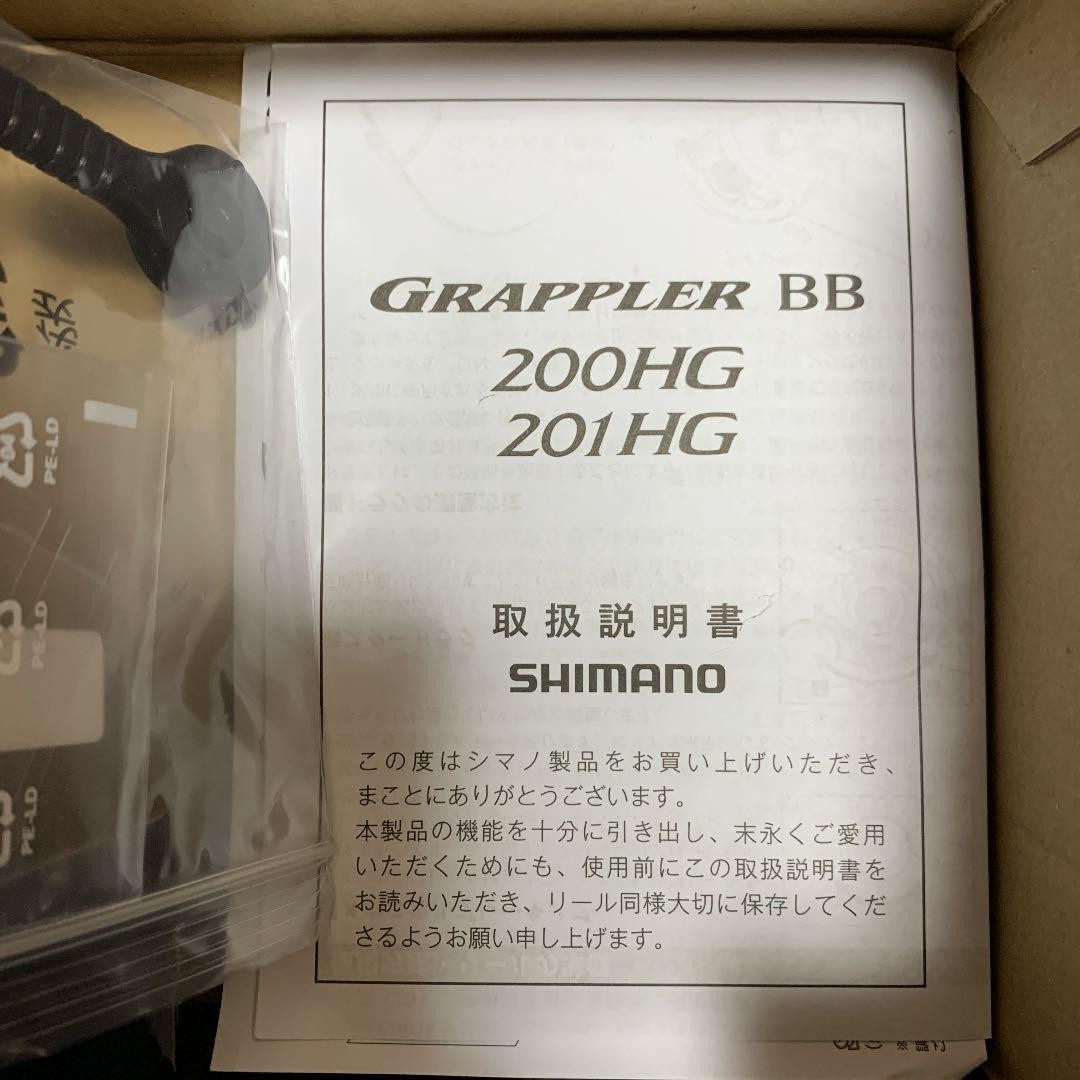 GRAPPLER BB
200HG
201HG
取扱説明書
SHIMANO
この度はシマノ製品をお買い上げいただき、
まことにありがとうございます。
本製品の機能を十分に引き出し、末永くご愛用
いただくためにも、使用前にこの取扱説明書を
お読みいただき、リール同様大切に保存してくだ
さるようお願い申し上げます。
PE-LD
PE-LD
PE-LD